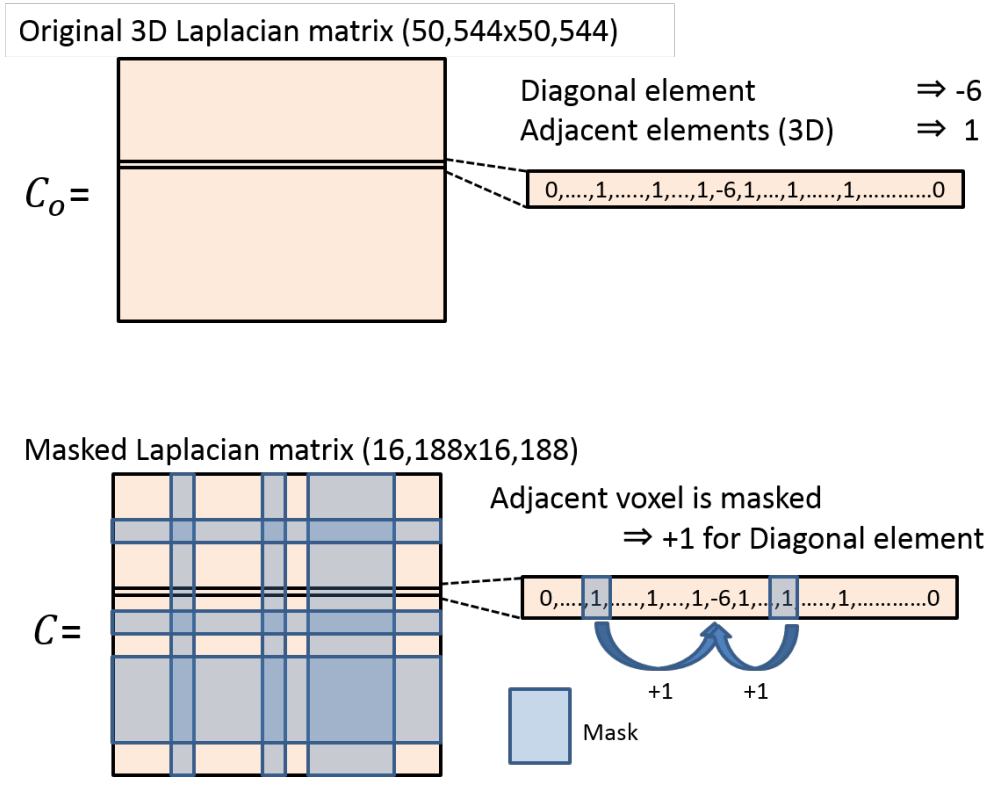 Original 3D Laplacian matrix (50,544x50,544)
Diagonal element ⇒ -6
Adjacent elements (3D) ⇒ 1
Cₒ=
0,....,1,.....,1,...,1,-6,1,...,1,.....,1,............0
Masked Laplacian matrix (16,188x16,188)
Adjacent voxel is masked
⇒ +1 for Diagonal element
C=
0,....,1,.....,1,...,1,-6,1,...,1,.....,1,............0
+1 +1
Mask